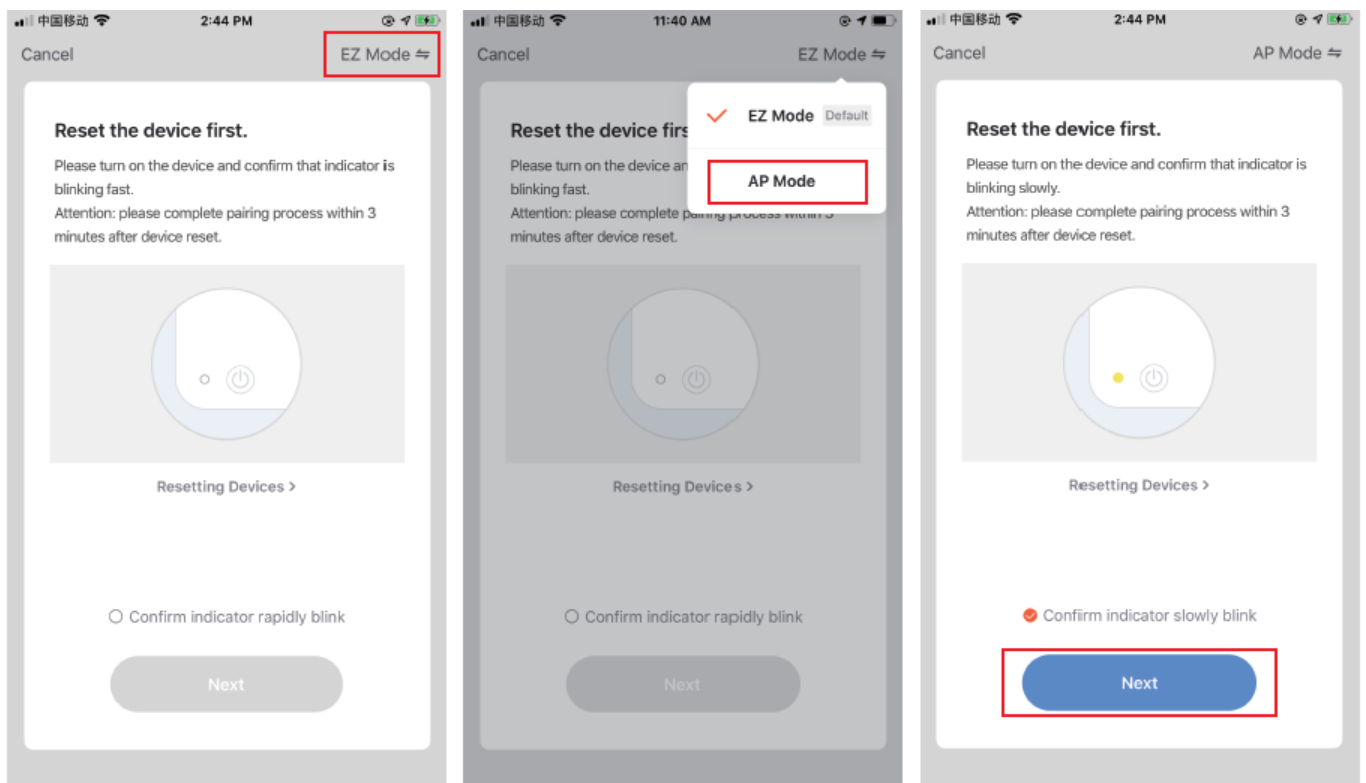 中国移动 2:44 PM
Cancel EZ Mode
Reset the device first.
Please turn on the device and confirm that indicator is
blinking fast.
Attention: please complete pairing process within 3
minutes after device reset.
Resetting Devices >
Confirm indicator rapidly blink
Next
中国移动 11:40 AM
Cancel EZ Mode
EZ Mode Default
AP Mode
Reset the device firs
Please turn on the device an
blinking fast.
Attention: please complete pairing process within 3
minutes after device reset.
Resetting Devices >
Confirm indicator rapidly blink
Next
中国移动 2:44 PM
Cancel AP Mode
Reset the device first.
Please turn on the device and confirm that indicator is
blinking slowly.
Attention: please complete pairing process within 3
minutes after device reset.
Resetting Devices >
Confiirm indicator slowly blink
Next